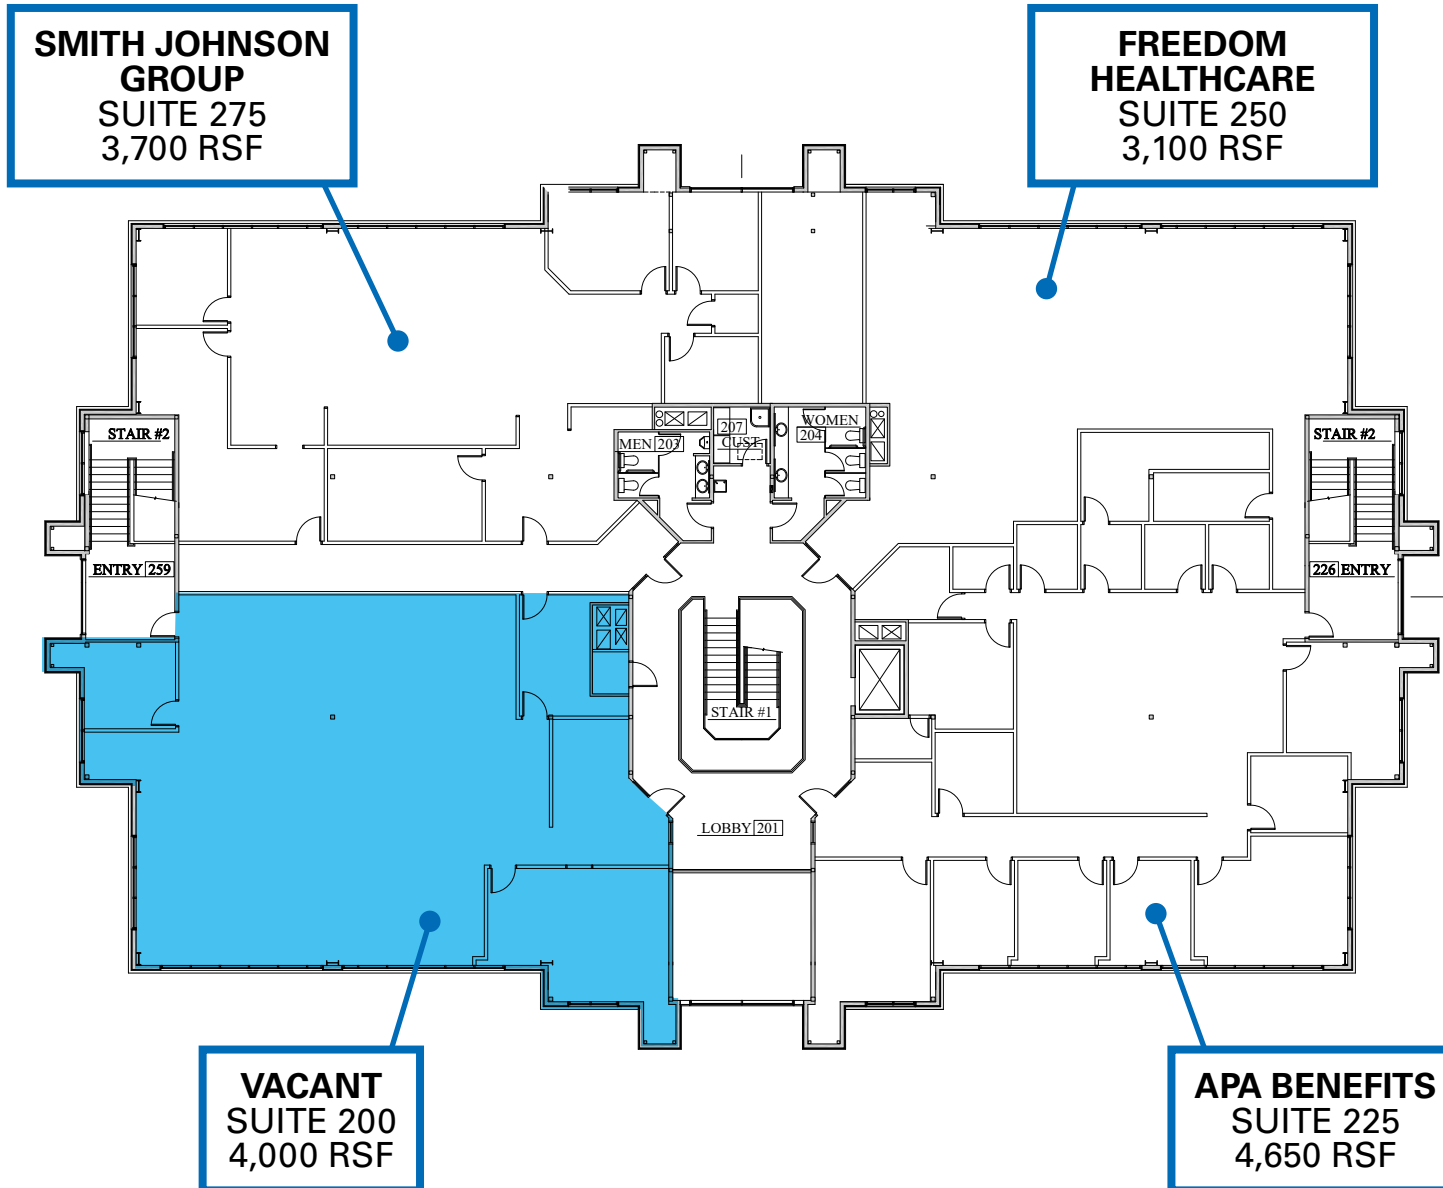 SMITH JOHNSON
GROUP
SUITE 275
3,700 RSF
FREEDOM
HEALTHCARE
SUITE 250
3,100 RSF
STAIR #2
MEN 203
207
CUST
WOMEN
204
STAIR #2
ENTRY 259
226 ENTRY
STAIR #1
LOBBY 201
VACANT
SUITE 200
4,000 RSF
APA BENEFITS
SUITE 225
4,650 RSF